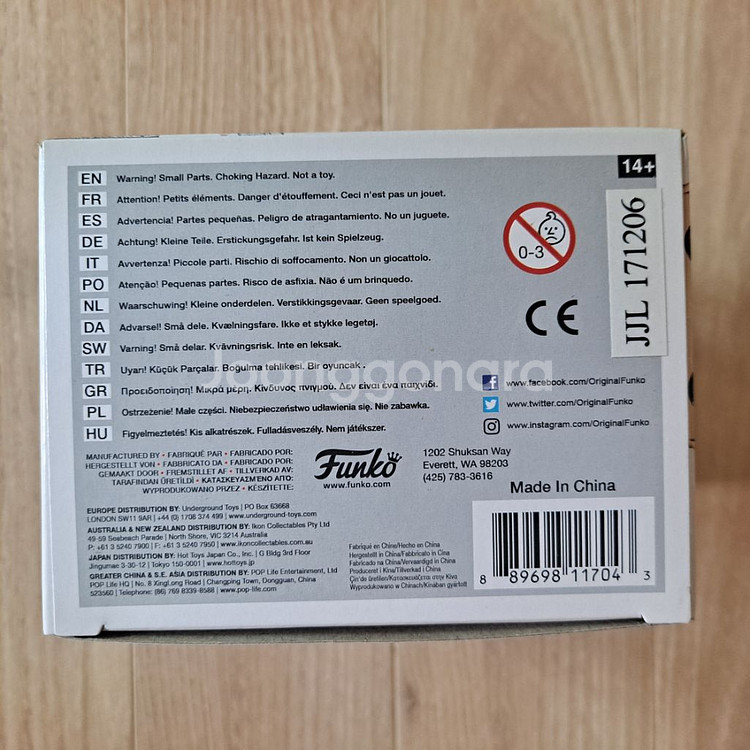 14+
EN Warning! Small Parts. Choking Hazard. Not a toy.
FR Attention! Petits éléments. Danger d'étouffement. Ceci n'est pas un jouet.
ES Advertencia! Partes pequeñas. Peligro de atragantamiento. No un juguete.
DE Achtung! Kleine Teile. Erstickungsgefahr. Ist kein Spielzeug.
IT Avvertenza! Piccole parti. Rischio di soffocamento. Non un giocattolo.
PO Atenção! Pequenas partes. Risco de asfixia. Não é um brinquedo.
NL Waarschuwing! Kleine onderdelen. Verstikkingsgevaar. Geen speelgoed.
DA Advarsel! Små dele. Kvælningsfare. Ikke et stykke legetøj.
SW Varning! Små delar. Kvävningsrisk. Inte en leksak.
TR Uyarı! Küçük Parçalar. Boğulma tehlikesi. Bir oyuncak.
GR Προειδοποίηση! Μικρά μέρη. Κίνδυνος πνιγμού. Δεν είναι ένα παιχνίδι.
PL Ostrzeżenie! Małe części. Niebezpieczeństwo udławienia się. Nie zabawka.
HU Figyelmeztetés! Kis alkatrészek. Fulladásveszély. Nem játékszer.
0-3
CE
JJL 171206
Joonggonara
www.facebook.com/OriginalFunko
www.twitter.com/OriginalFunko
www.instagram.com/OriginalFunko
MANUFACTURED BY • FABRIQUÉ PAR • FABRICADO POR:
HERGESTELLT VON • FABBRICATO DA • FABRICADO POR:
GEMAAKT DOOR • FREMSTILLET AF • TILLVERKAD AV:
TARAFINDAN ÜRETİLEN • ΚΑΤΑΣΚΕΥΑΣΜΈΝΟ ΑΠΌ:
WYPRODUKOWANO PRZEZ • KÉSZÍTETTE:
Funko
www.funko.com
1202 Shuksan Way
Everett, WA 98203
(425) 783-3616
Made In China
EUROPE DISTRIBUTION BY: Underground Toys | PO Box 63668
LONDON SW11 9AR | +44 (0) 1708 374 499 | www.underground-toys.com
AUSTRALIA & NEW ZEALAND DISTRIBUTION BY: Ikon Collectables Pty Ltd
49-59 Seabeach Parade | North Shore, VIC 3214 Australia
P: +61 3 5240 7900 | F: +61 3 5240 7950 | www.ikoncollectables.com.au
JAPAN DISTRIBUTION BY: Hot Toys Japan Co., Inc. | G Bldg 3rd Floor
Jingumae 5-30-12 | Tokyo 150-0001 | www.hottoys.jp
GREATER CHINA & S.E. ASIA DISTRIBUTION BY: POP Life Entertainment, Ltd
POP Life HQ | No. 8 XingLong Road | Changping Town, Dongguan, China
523560 | Telephone: (86) 769 8339-8588 | www.pop-life.com
Fabriqué en Chine/Hecho en China
Hergestellt in China/Fabbricato in Cina
Fabricado na China/Vervaardigd in China
Produceret i Kina/Tillverkad i China
Çin'de üretilen/Κατασκευάζεται στην Κίνα
Wyprodukowano w Chinach/Kínában gyártott
8 89698 11704 3